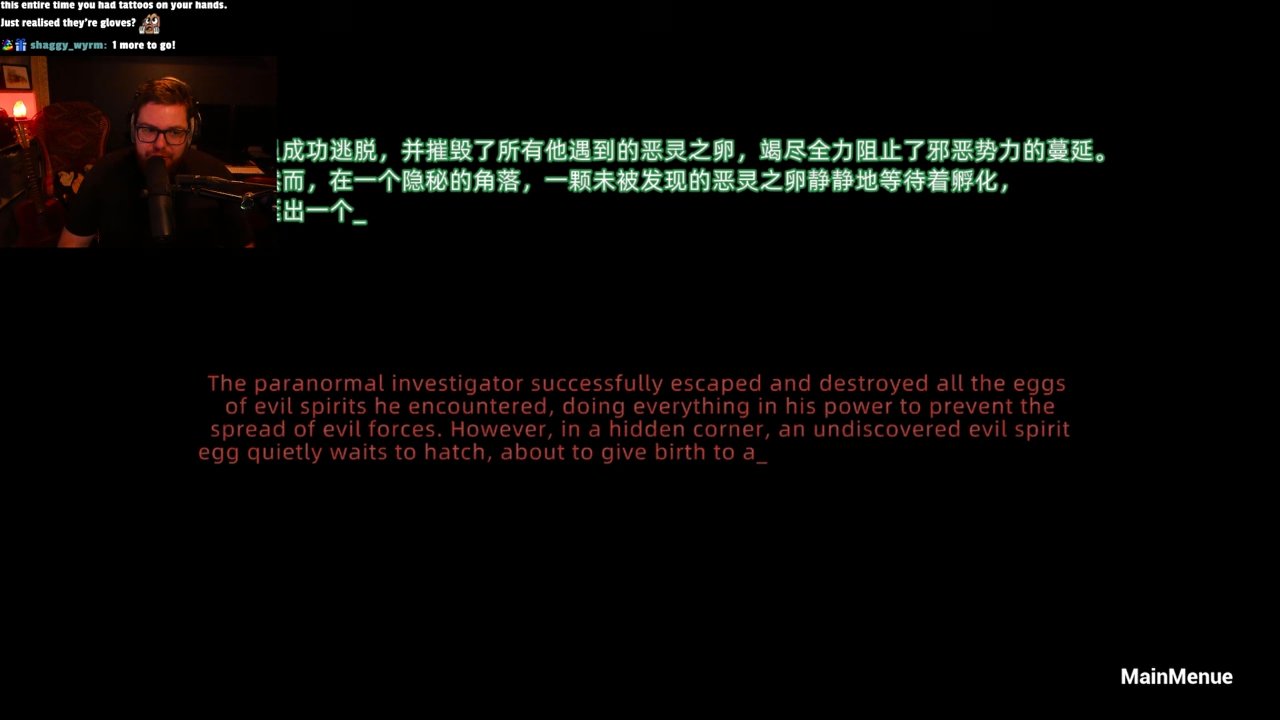 this entire time you had tattoos on your hands.
Just realised they're gloves?
shaggy_wyrm: 1 more to go!
成功逃脱，并摧毁了所有他遇到的恶灵之卵，竭尽全力阻止了邪恶势力的蔓延。
而，在一个隐秘的角落，一颗未被发现的恶灵之卵静静地等待着孵化，
出一个_
The paranormal investigator successfully escaped and destroyed all the eggs
of evil spirits he encountered, doing everything in his power to prevent the
spread of evil forces. However, in a hidden corner, an undiscovered evil spirit
egg quietly waits to hatch, about to give birth to a_
MainMenue